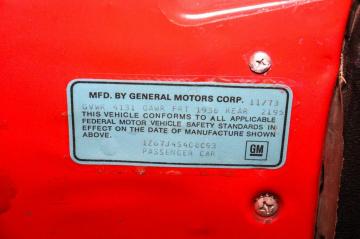 MFD. BY GENERAL MOTORS CORP. 11/73
GVWR 4131 GAWR FRT 1936 REAR 2195
THIS VEHICLE CONFORMS TO ALL APPLICABLE
FEDERAL MOTOR VEHICLE SAFETY STANDARDS IN
EFFECT ON THE DATE OF MANUFACTURE SHOWN
ABOVE.
1Z67J4S408093
PASSENGER CAR
GM